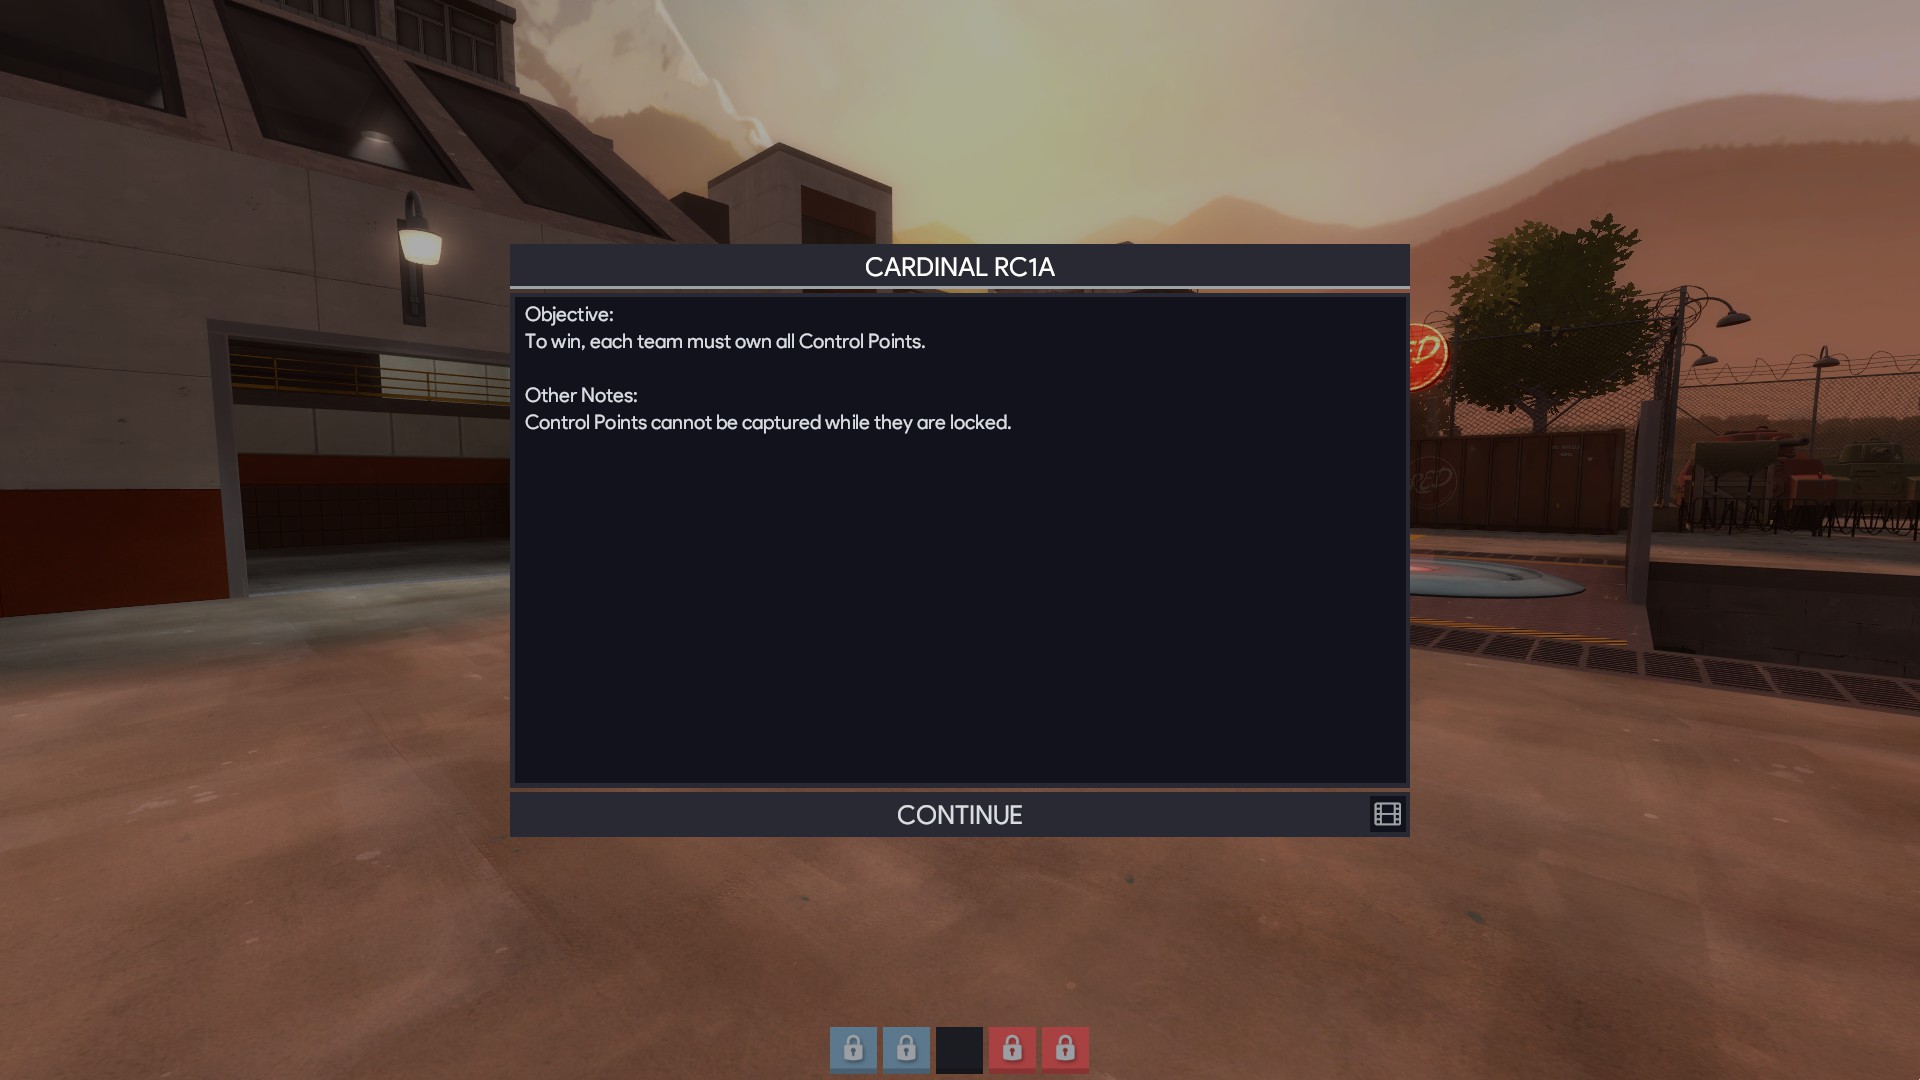 CARDINAL RC1A
Objective:
To win, each team must own all Control Points.
Other Notes:
Control Points cannot be captured while they are locked.
CONTINUE
RED